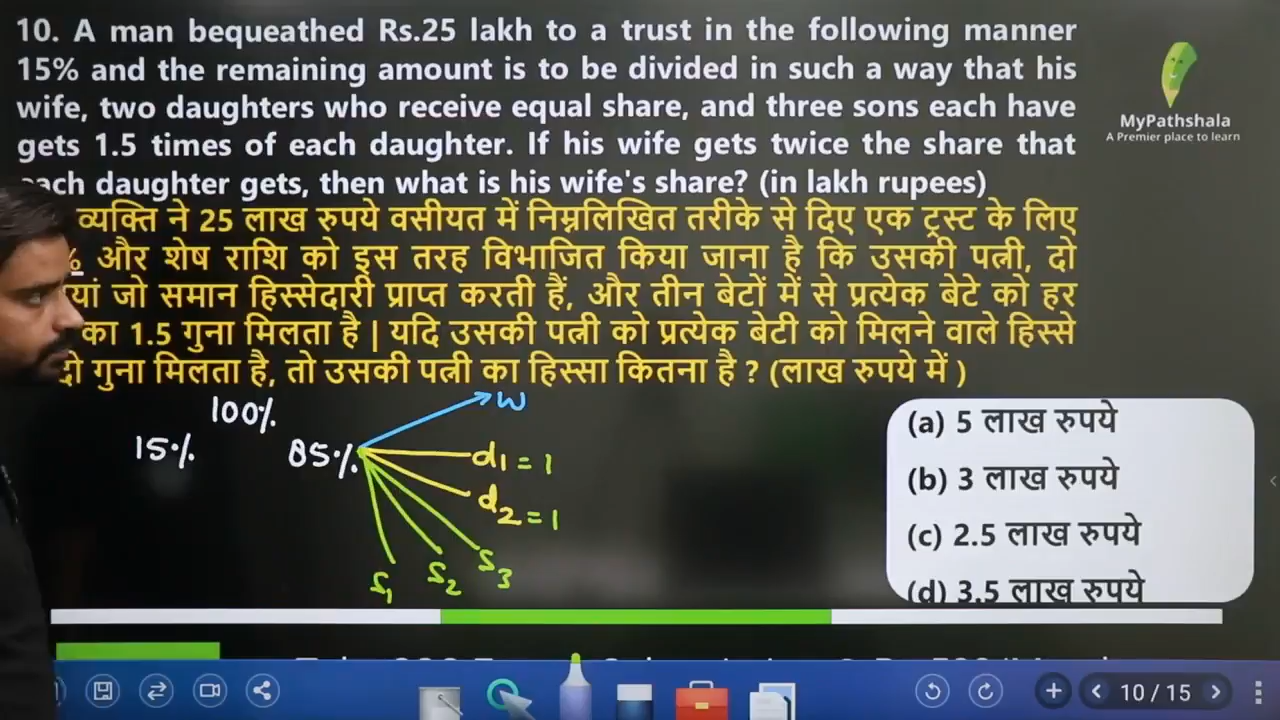 10. A man bequeathed Rs.25 lakh to a trust in the following manner
15% and the remaining amount is to be divided in such a way that his
wife, two daughters who receive equal share, and three sons each have
gets 1.5 times of each daughter. If his wife gets twice the share that
each daughter gets, then what is his wife's share? (in lakh rupees)
व्यक्ति ने 25 लाख रुपये वसीयत में निम्नलिखित तरीके से दिए एक ट्रस्ट के लिए
% और शेष राशि को इस तरह विभाजित किया जाना है कि उसकी पत्नी, दो
यां जो समान हिस्सेदारी प्राप्त करती हैं, और तीन बेटों में से प्रत्येक बेटे को हर
का 1.5 गुना मिलता है | यदि उसकी पत्नी को प्रत्येक बेटी को मिलने वाले हिस्से
दो गुना मिलता है, तो उसकी पत्नी का हिस्सा कितना है ? (लाख रुपये में )
MyPathshala
A Premier place to learn
100%
15%
85%
w
d1 = 1
d2 = 1
S1
S2
S3
(a) 5 लाख रुपये
(b) 3 लाख रुपये
(c) 2.5 लाख रुपये
(d) 3.5 लाख रुपये
10 / 15